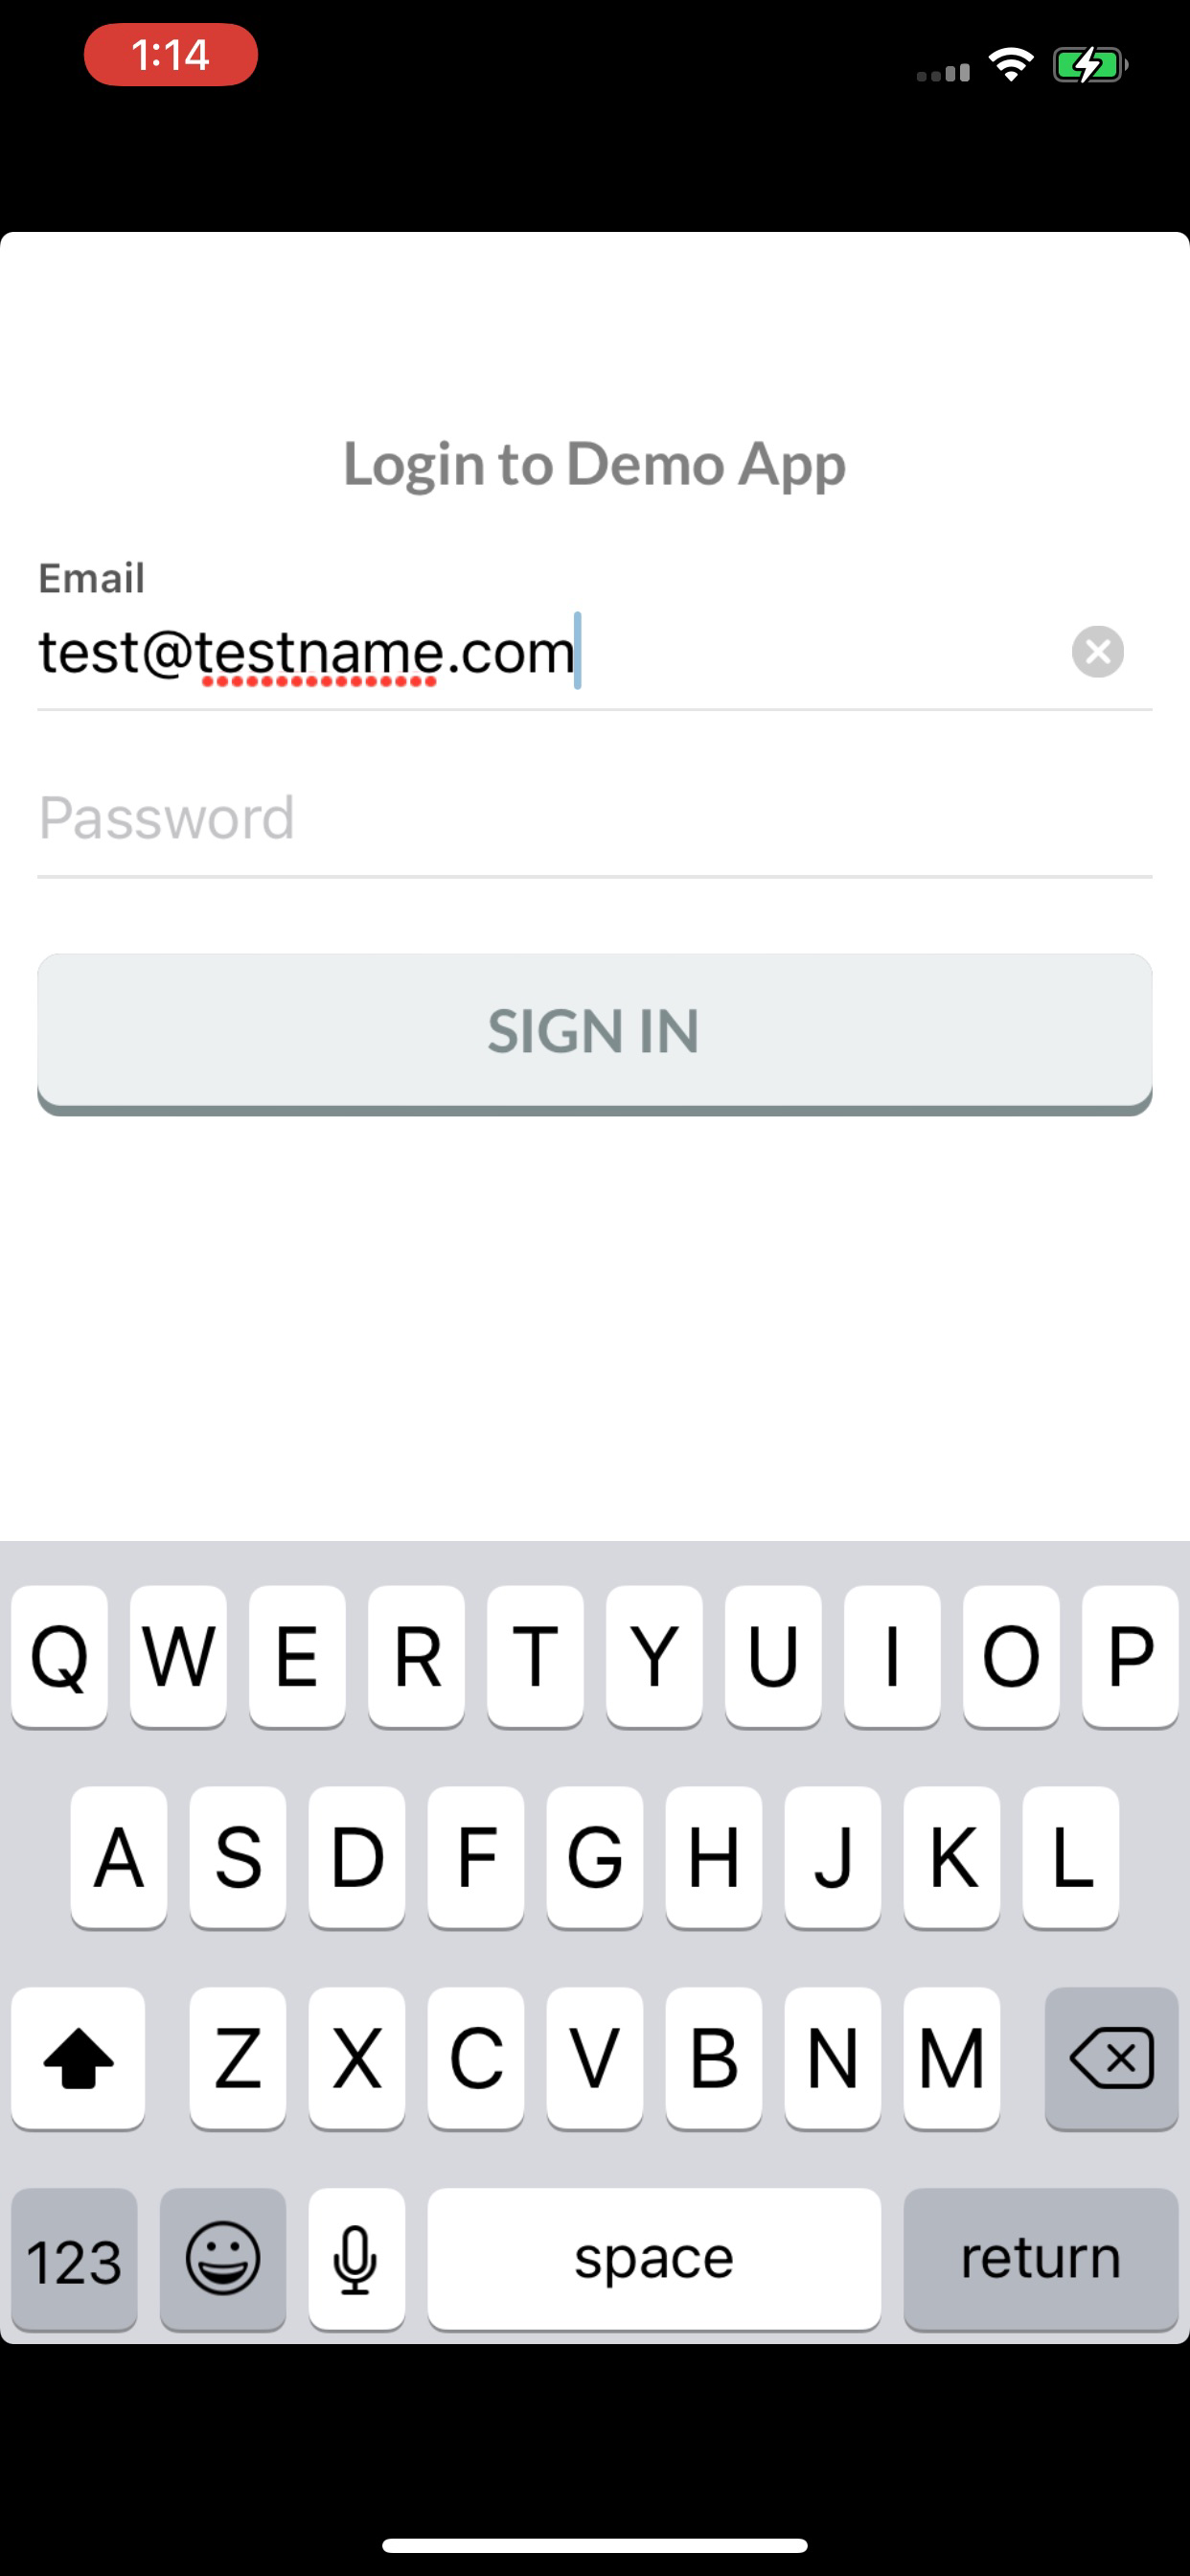 1:14
Login to Demo App
Email
test@testname.com
Password
SIGN IN
Q W E R T Y U I O P
A S D F G H J K L
Z X C V B N M
123 space return